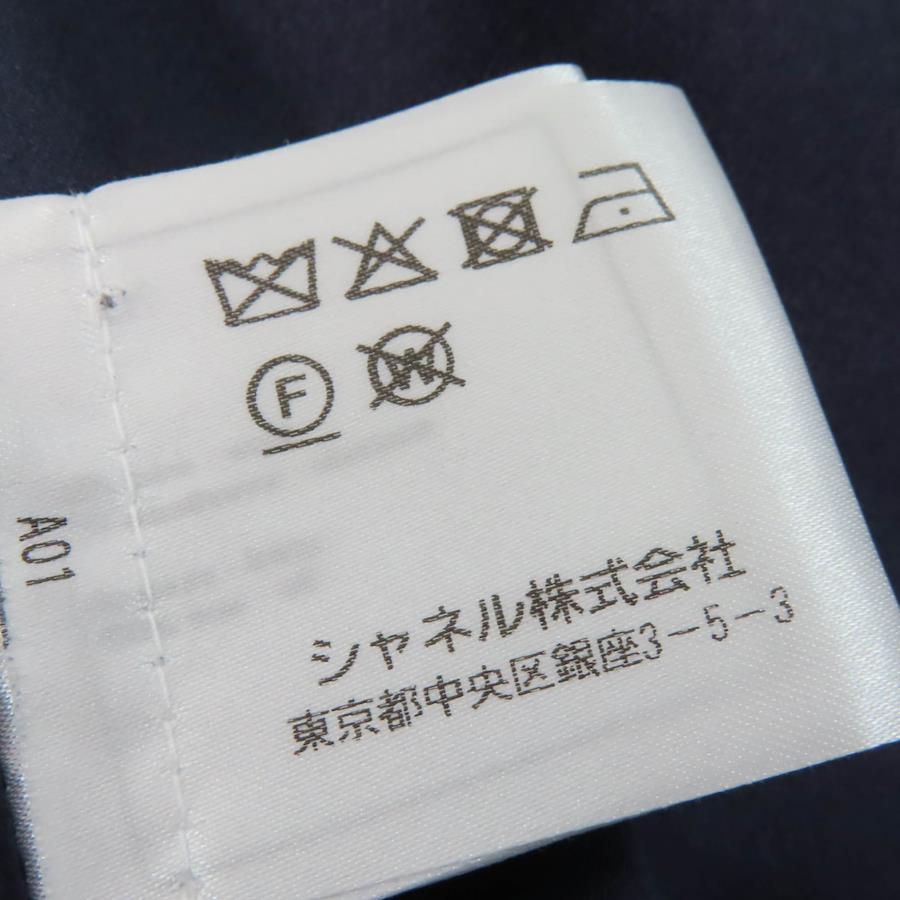 F W
A01
シャネル株式会社
東京都中央区銀座3-5-3